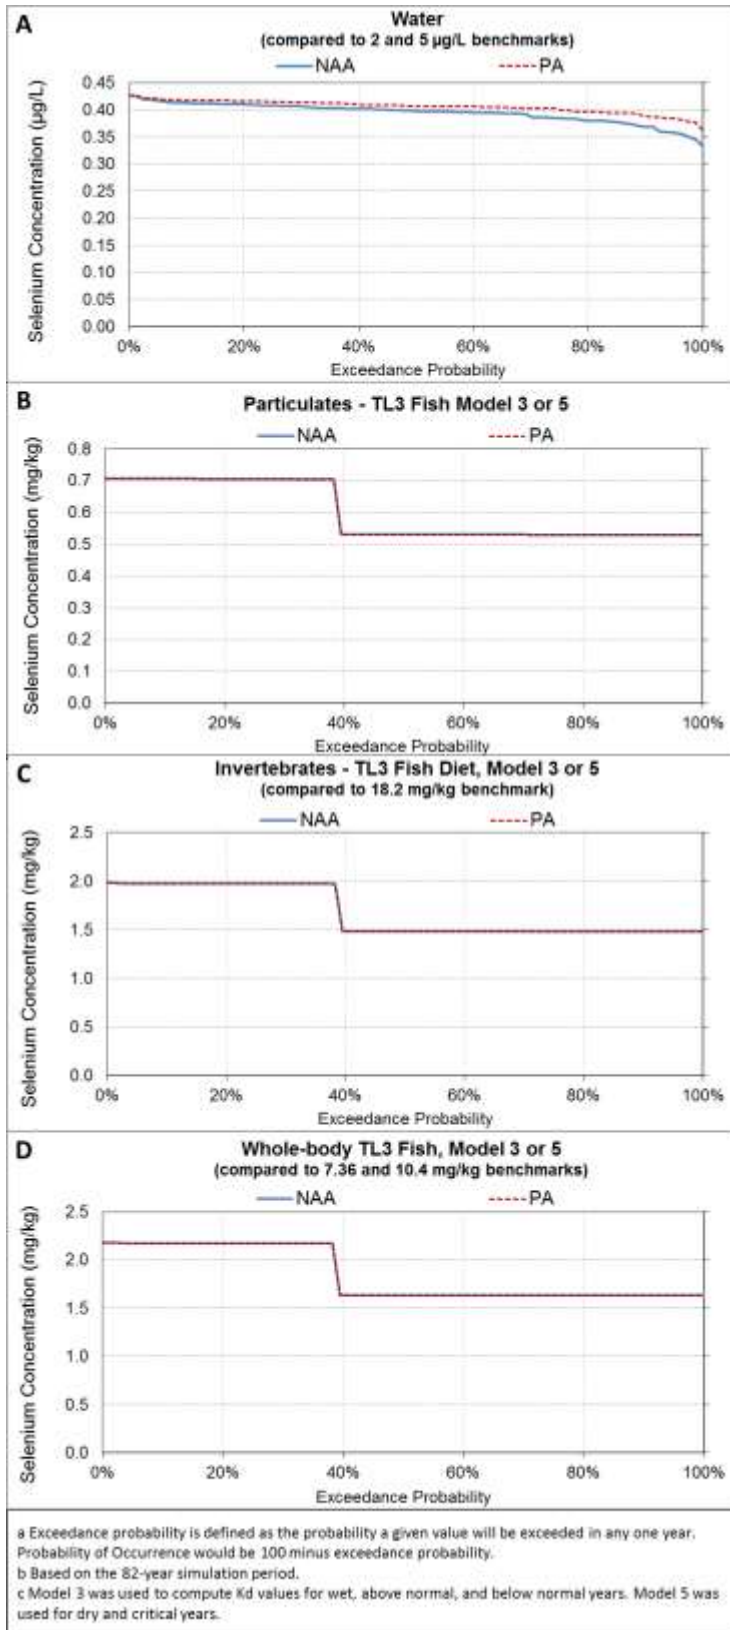 A
Water
(compared to 2 and 5 µg/L benchmarks)
NAA
PA
Selenium Concentration (µg/L)
0.45
0.40
0.35
0.30
0.25
0.20
0.15
0.10
0.05
0.00
0%
20%
40%
60%
80%
100%
Exceedance Probability
B
Particulates - TL3 Fish Model 3 or 5
NAA
PA
Selenium Concentration (mg/kg)
0.8
0.7
0.6
0.5
0.4
0.3
0.2
0.1
0.0
0%
20%
40%
60%
80%
100%
Exceedance Probability
C
Invertebrates - TL3 Fish Diet, Model 3 or 5
(compared to 18.2 mg/kg benchmark)
NAA
PA
Selenium Concentration (mg/kg)
2.5
2.0
1.5
1.0
0.5
0.0
0%
20%
40%
60%
80%
100%
Exceedance Probability
D
Whole-body TL3 Fish, Model 3 or 5
(compared to 7.36 and 10.4 mg/kg benchmarks)
NAA
PA
Selenium Concentration (mg/kg)
2.5
2.0
1.5
1.0
0.5
0.0
0%
20%
40%
60%
80%
100%
Exceedance Probability
a Exceedance probability is defined as the probability a given value will be exceeded in any one year.
Probability of Occurrence would be 100 minus exceedance probability.
b Based on the 82-year simulation period.
c Model 3 was used to compute Kd values for wet, above normal, and below normal years. Model 5 was
used for dry and critical years.